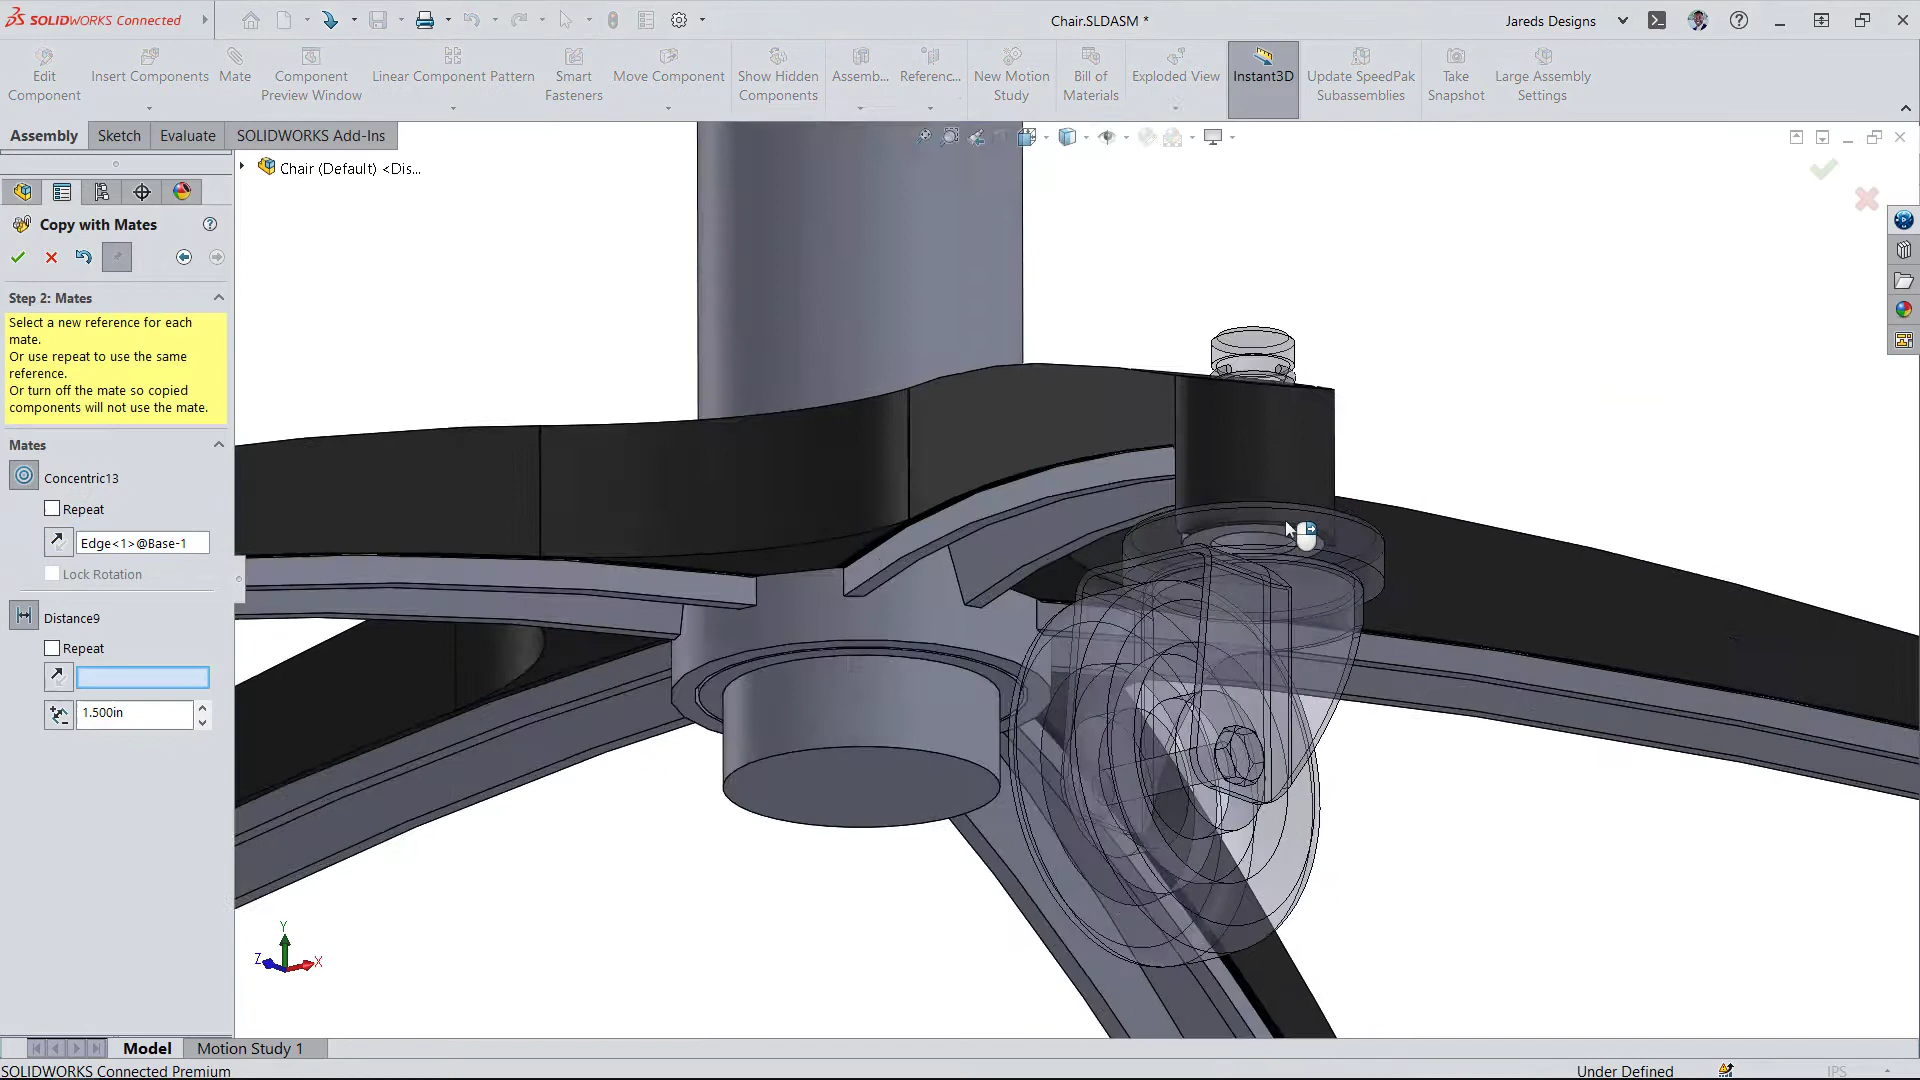 SOLIDWORKS Connected
Chair.SLDASM *
Jareds Designs
Edit
Component
Insert Components
Mate
Component
Preview Window
Linear Component Pattern
Smart
Fasteners
Move Component
Show Hidden
Components
Assemb...
Referenc...
New Motion
Study
Bill of
Materials
Exploded View
Instant3D
Update SpeedPak
Subassemblies
Take
Snapshot
Large Assembly
Settings
Assembly
Sketch
Evaluate
SOLIDWORKS Add-Ins
Chair (Default) <Dis...
Copy with Mates
Step 2: Mates
Select a new reference for each
mate.
Or use repeat to use the same
reference.
Or turn off the mate so copied
components will not use the mate.
Mates
Concentric13
Repeat
Edge<1>@Base-1
Lock Rotation
Distance9
Repeat
1.500in
Y
Z
X
Model
Motion Study 1
SOLIDWORKS Connected Premium
Under Defined
IPS